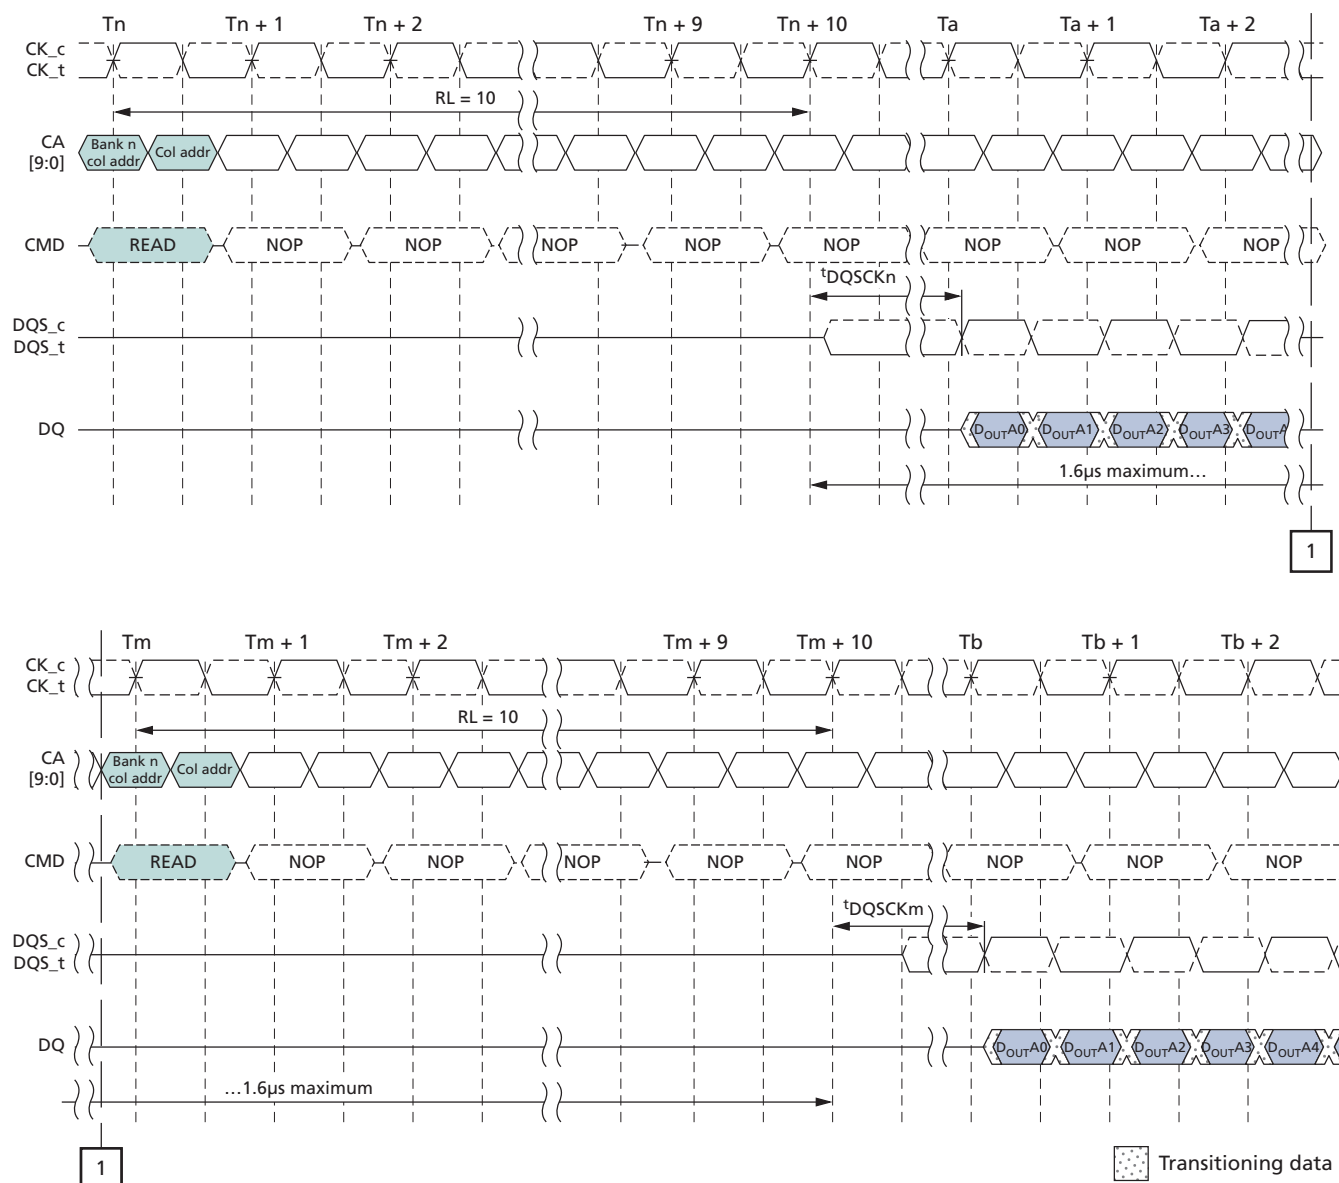 Tn Tn + 1 Tn + 2 Tn + 9 Tn + 10 Ta Ta + 1 Ta + 2
CK_c
CK_t
RL = 10
CA
[9:0]
Bank n
col addr
Col addr
CMD READ NOP NOP NOP NOP NOP NOP NOP NOP
tDQSCKn
DQS_c
DQS_t
DQ DOUTA0 DOUTA1 DOUTA2 DOUTA3 DOUTA
1.6µs maximum…
1
Tm Tm + 1 Tm + 2 Tm + 9 Tm + 10 Tb Tb + 1 Tb + 2
CK_c
CK_t
RL = 10
CA
[9:0]
Bank n
col addr
Col addr
CMD READ NOP NOP NOP NOP NOP NOP NOP NOP
tDQSCKm
DQS_c
DQS_t
DQ DOUTA0 DOUTA1 DOUTA2 DOUTA3 DOUTA4
…1.6µs maximum
1
Transitioning data